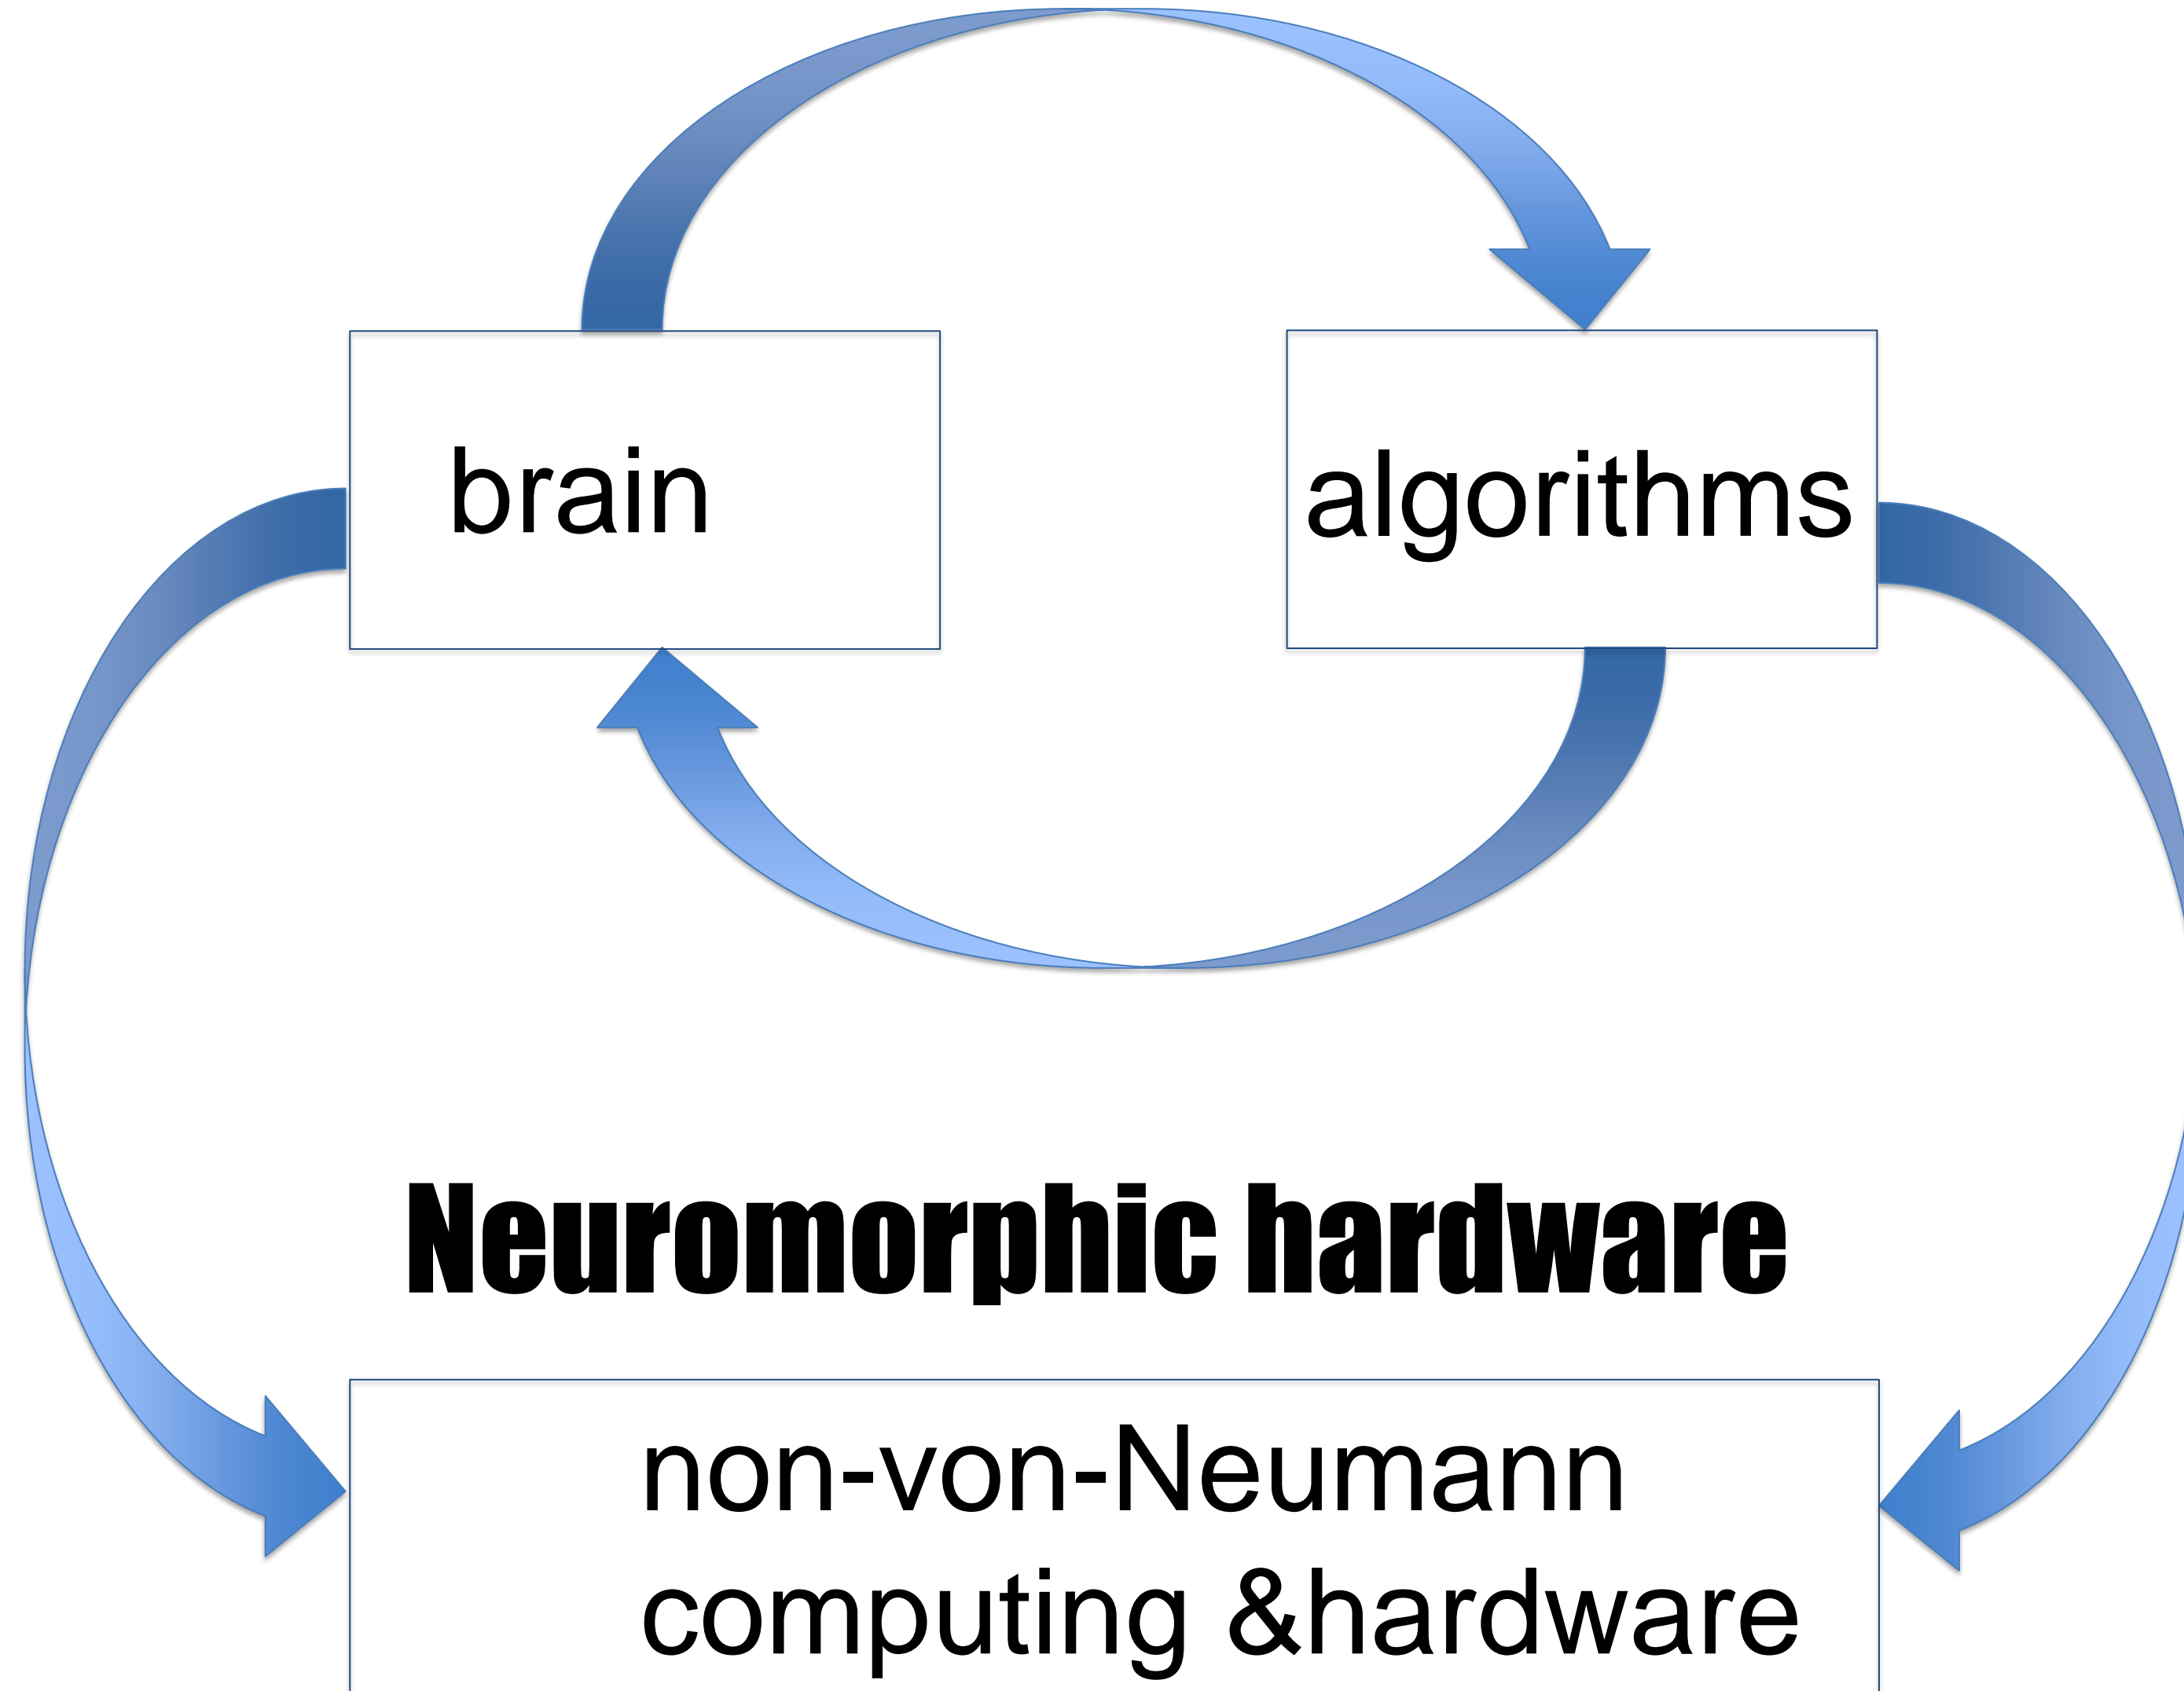 brain
algorithms
Neuromorphic hardware
non-von-Neumann
computing &hardware